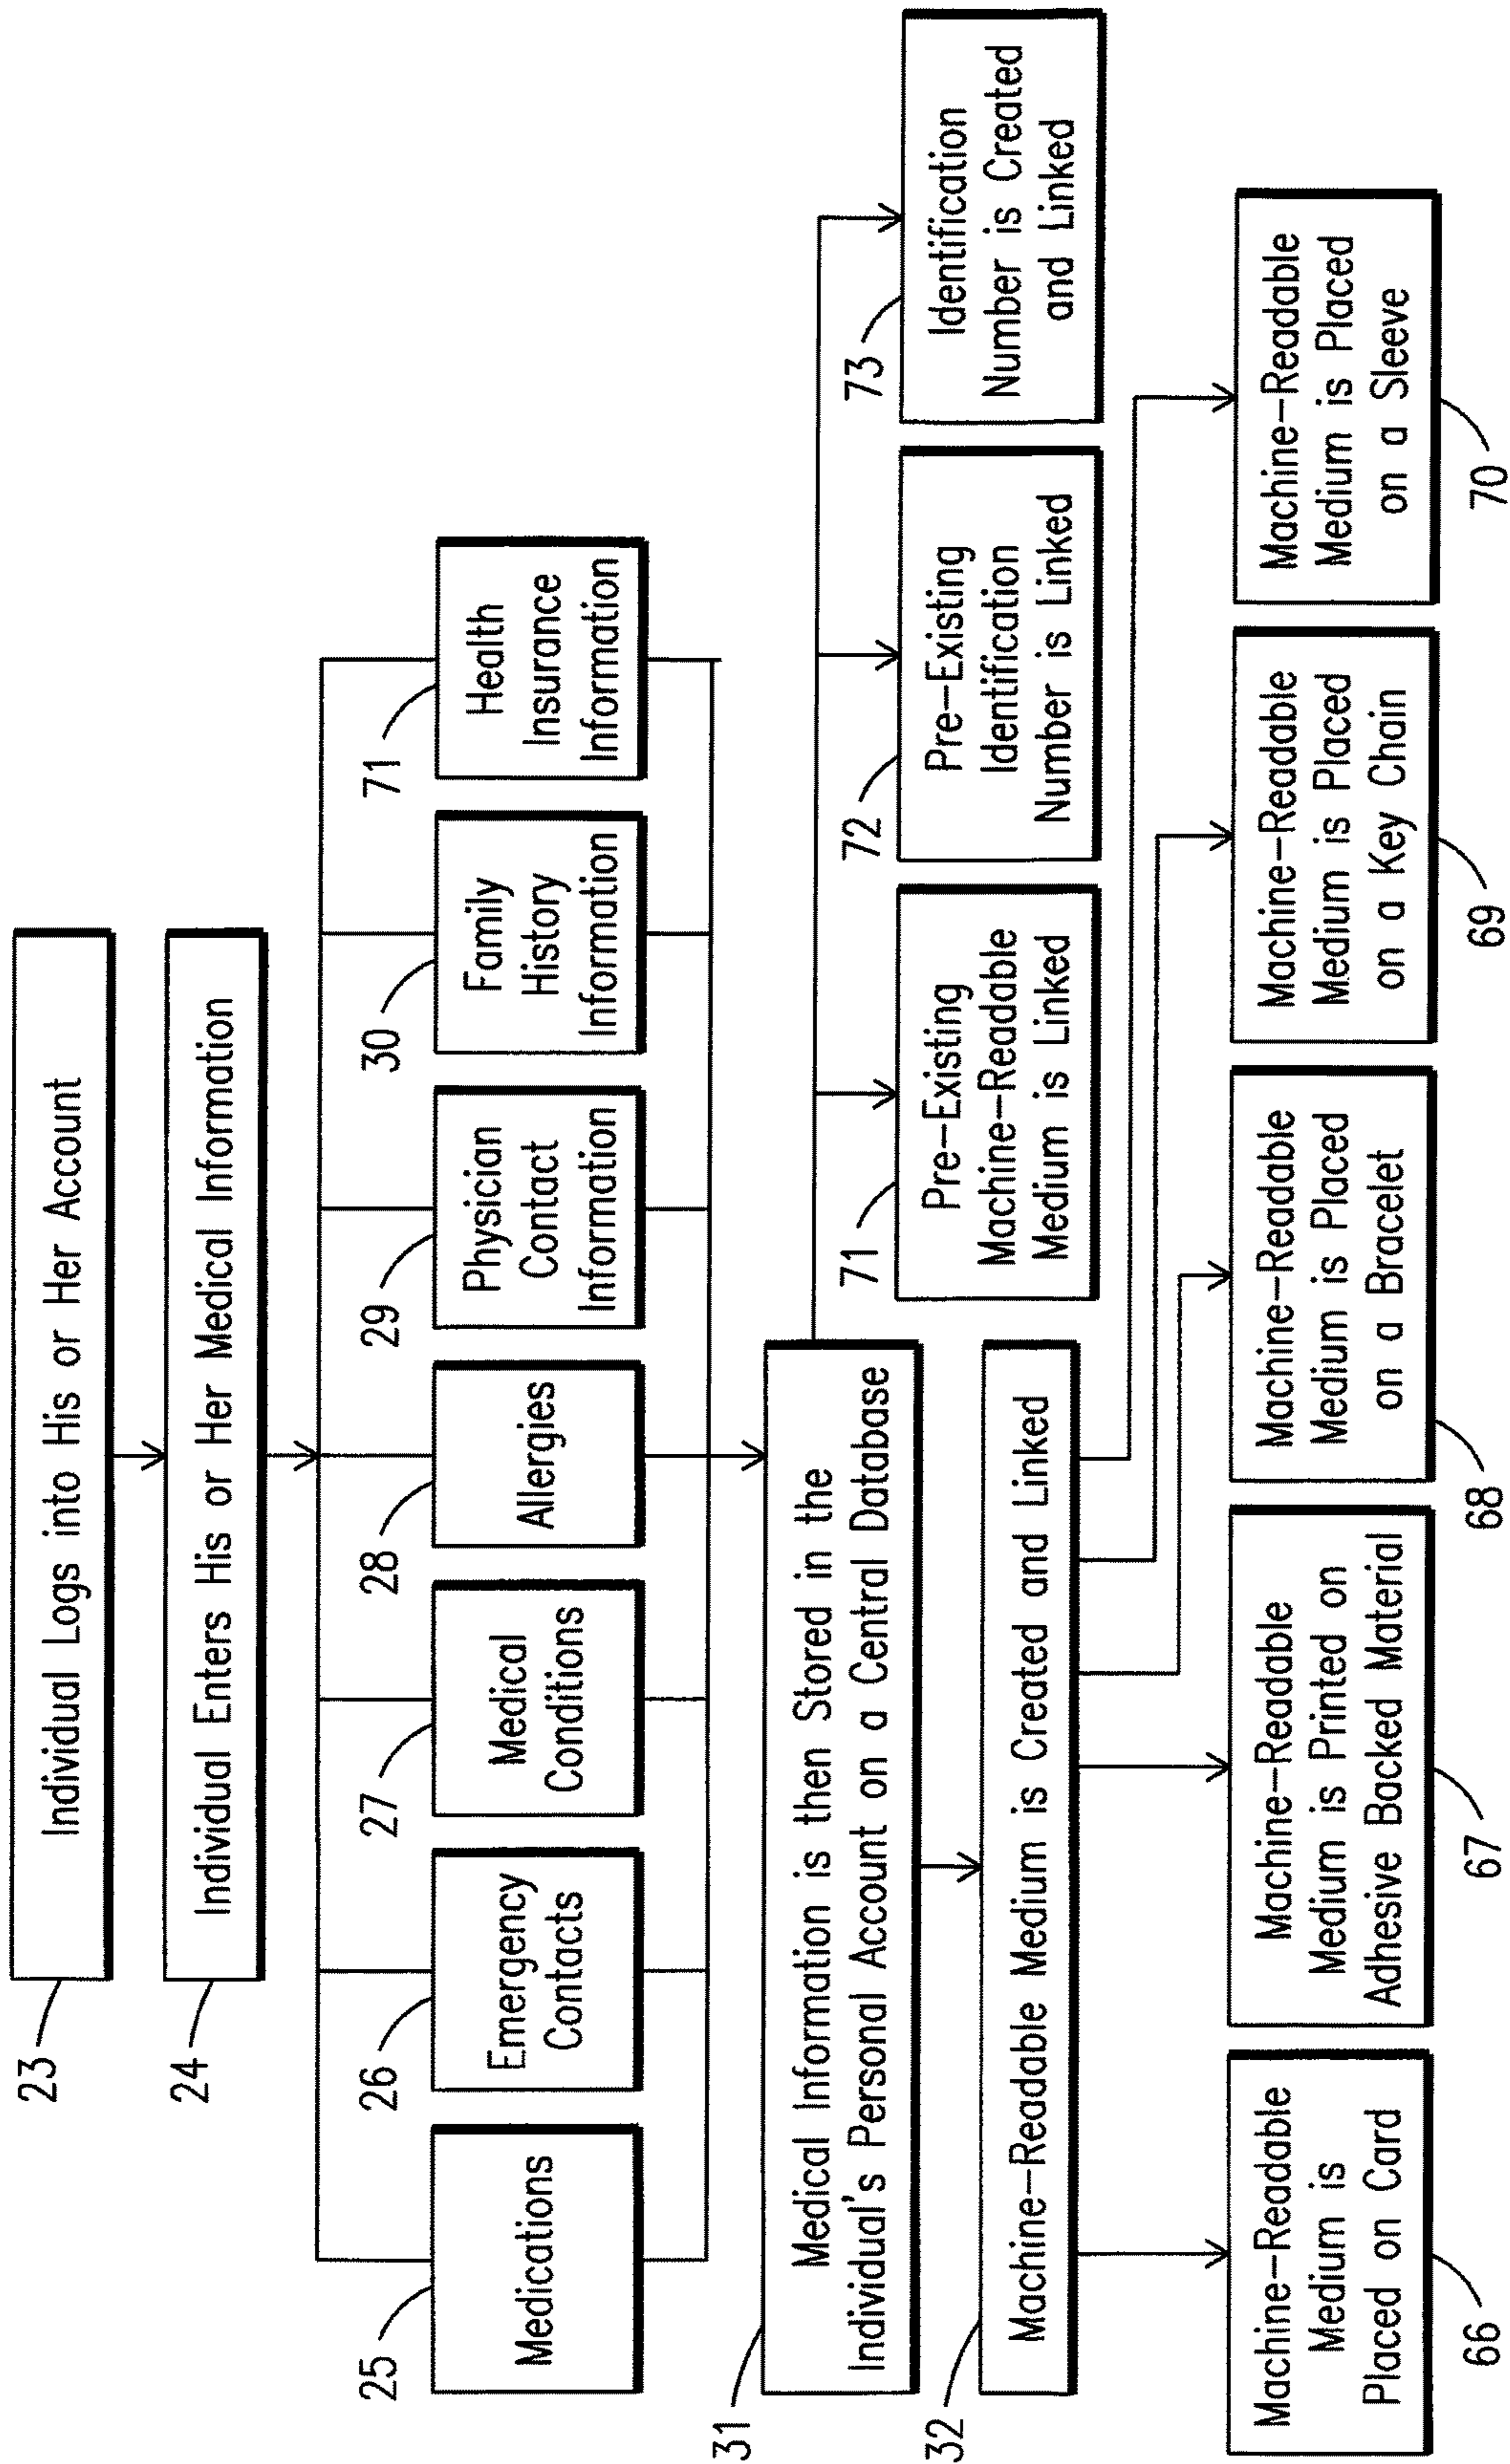 23
Individual Logs into His or Her Account
24
Individual Enters His or Her Medical Information
25
Medications
26
Emergency
Contacts
27
Medical
Conditions
28
Allergies
29
Physician
Contact
Information
30
Family
History
Information
71
Health
Insurance
Information
31
Medical Information is then Stored in the
Individual's Personal Account on a Central Database
71
Pre-Existing
Machine-Readable
Medium is Linked
72
Pre-Existing
Identification
Number is Linked
73
Identification
Number is Created
and Linked
32
Machine-Readable Medium is Created and Linked
Machine-Readable
Medium is
Placed on Card
66
Machine-Readable
Medium is Printed on
Adhesive Backed Material
67
Machine-Readable
Medium is Placed
on a Bracelet
68
Machine-Readable
Medium is Placed
on a Key Chain
69
Machine-Readable
Medium is Placed
on a Sleeve
70